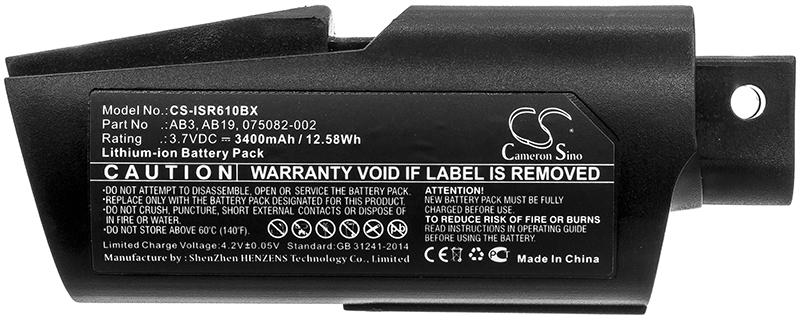 Model No.: CS-ISR610BX
Part No : AB3, AB19, 075082-002
Rating : 3.7VDC ⎓ 3400mAh / 12.58Wh
Lithium-ion Battery Pack
CS
Cameron Sino
CAUTION WARRANTY VOID IF LABEL IS REMOVED
•DO NOT ATTEMPT TO DISASSEMBLE, OPEN OR SERVICE THE BATTERY PACK.
•REPLACE ONLY WITH THE BATTERY PACK DESIGNATED FOR THIS PRODUCT.
•DO NOT CRUSH, PUNCTURE, SHORT EXTERNAL CONTACTS OR DISPOSE OF
IN FIRE OR WATER.
•DO NOT STORE ABOVE 60℃ (140℉).
ATTENTION:
NEW BATTERY PACK MUST BE FULLY
CHARGED BEFORE USE.
TO REDUCE RISK OF FIRE OR BURNS
READ INSTRUCTIONS IN OPERATING GUIDE
BEFORE USING BATTERY.
Limited Charge Voltage:4.2V±0.05V Standard:GB 31241-2014
Manufacture by : ShenZhen HENZENS Technology Co., Limited
CE
Made In China